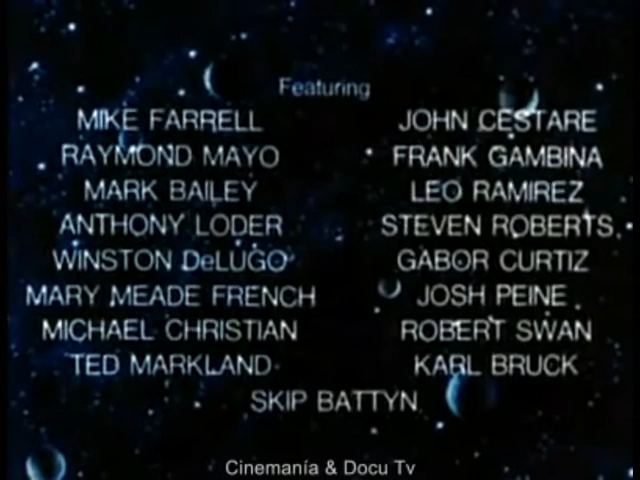 Featuring
MIKE FARRELL JOHN CESTARE
RAYMOND MAYO FRANK GAMBINA
MARK BAILEY LEO RAMIREZ
ANTHONY LODER STEVEN ROBERTS
WINSTON DeLUGO GABOR CURTIZ
MARY MEADE FRENCH JOSH PEINE
MICHAEL CHRISTIAN ROBERT SWAN
TED MARKLAND KARL BRUCK
SKIP BATTYN
Cinemanía & Docu Tv